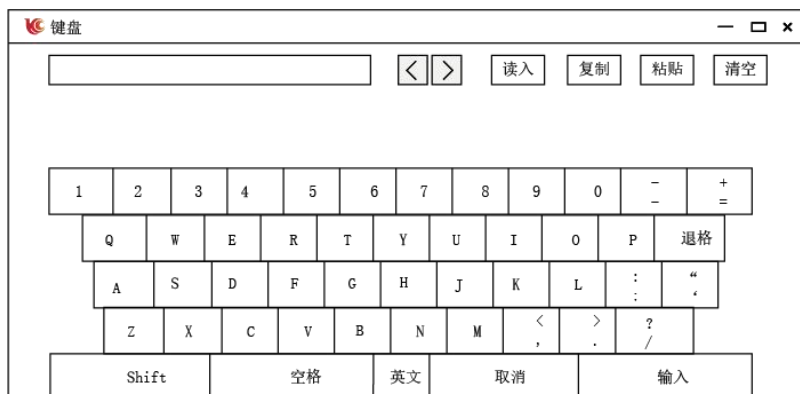 键盘
读入 复制 粘贴 清空
1 2 3 4 5 6 7 8 9 0 - +
- =
Q W E R T Y U I O P 退格
A S D F G H J K L : “
; ‘
Z X C V B N M < > ?
, . /
Shift 空格 英文 取消 输入